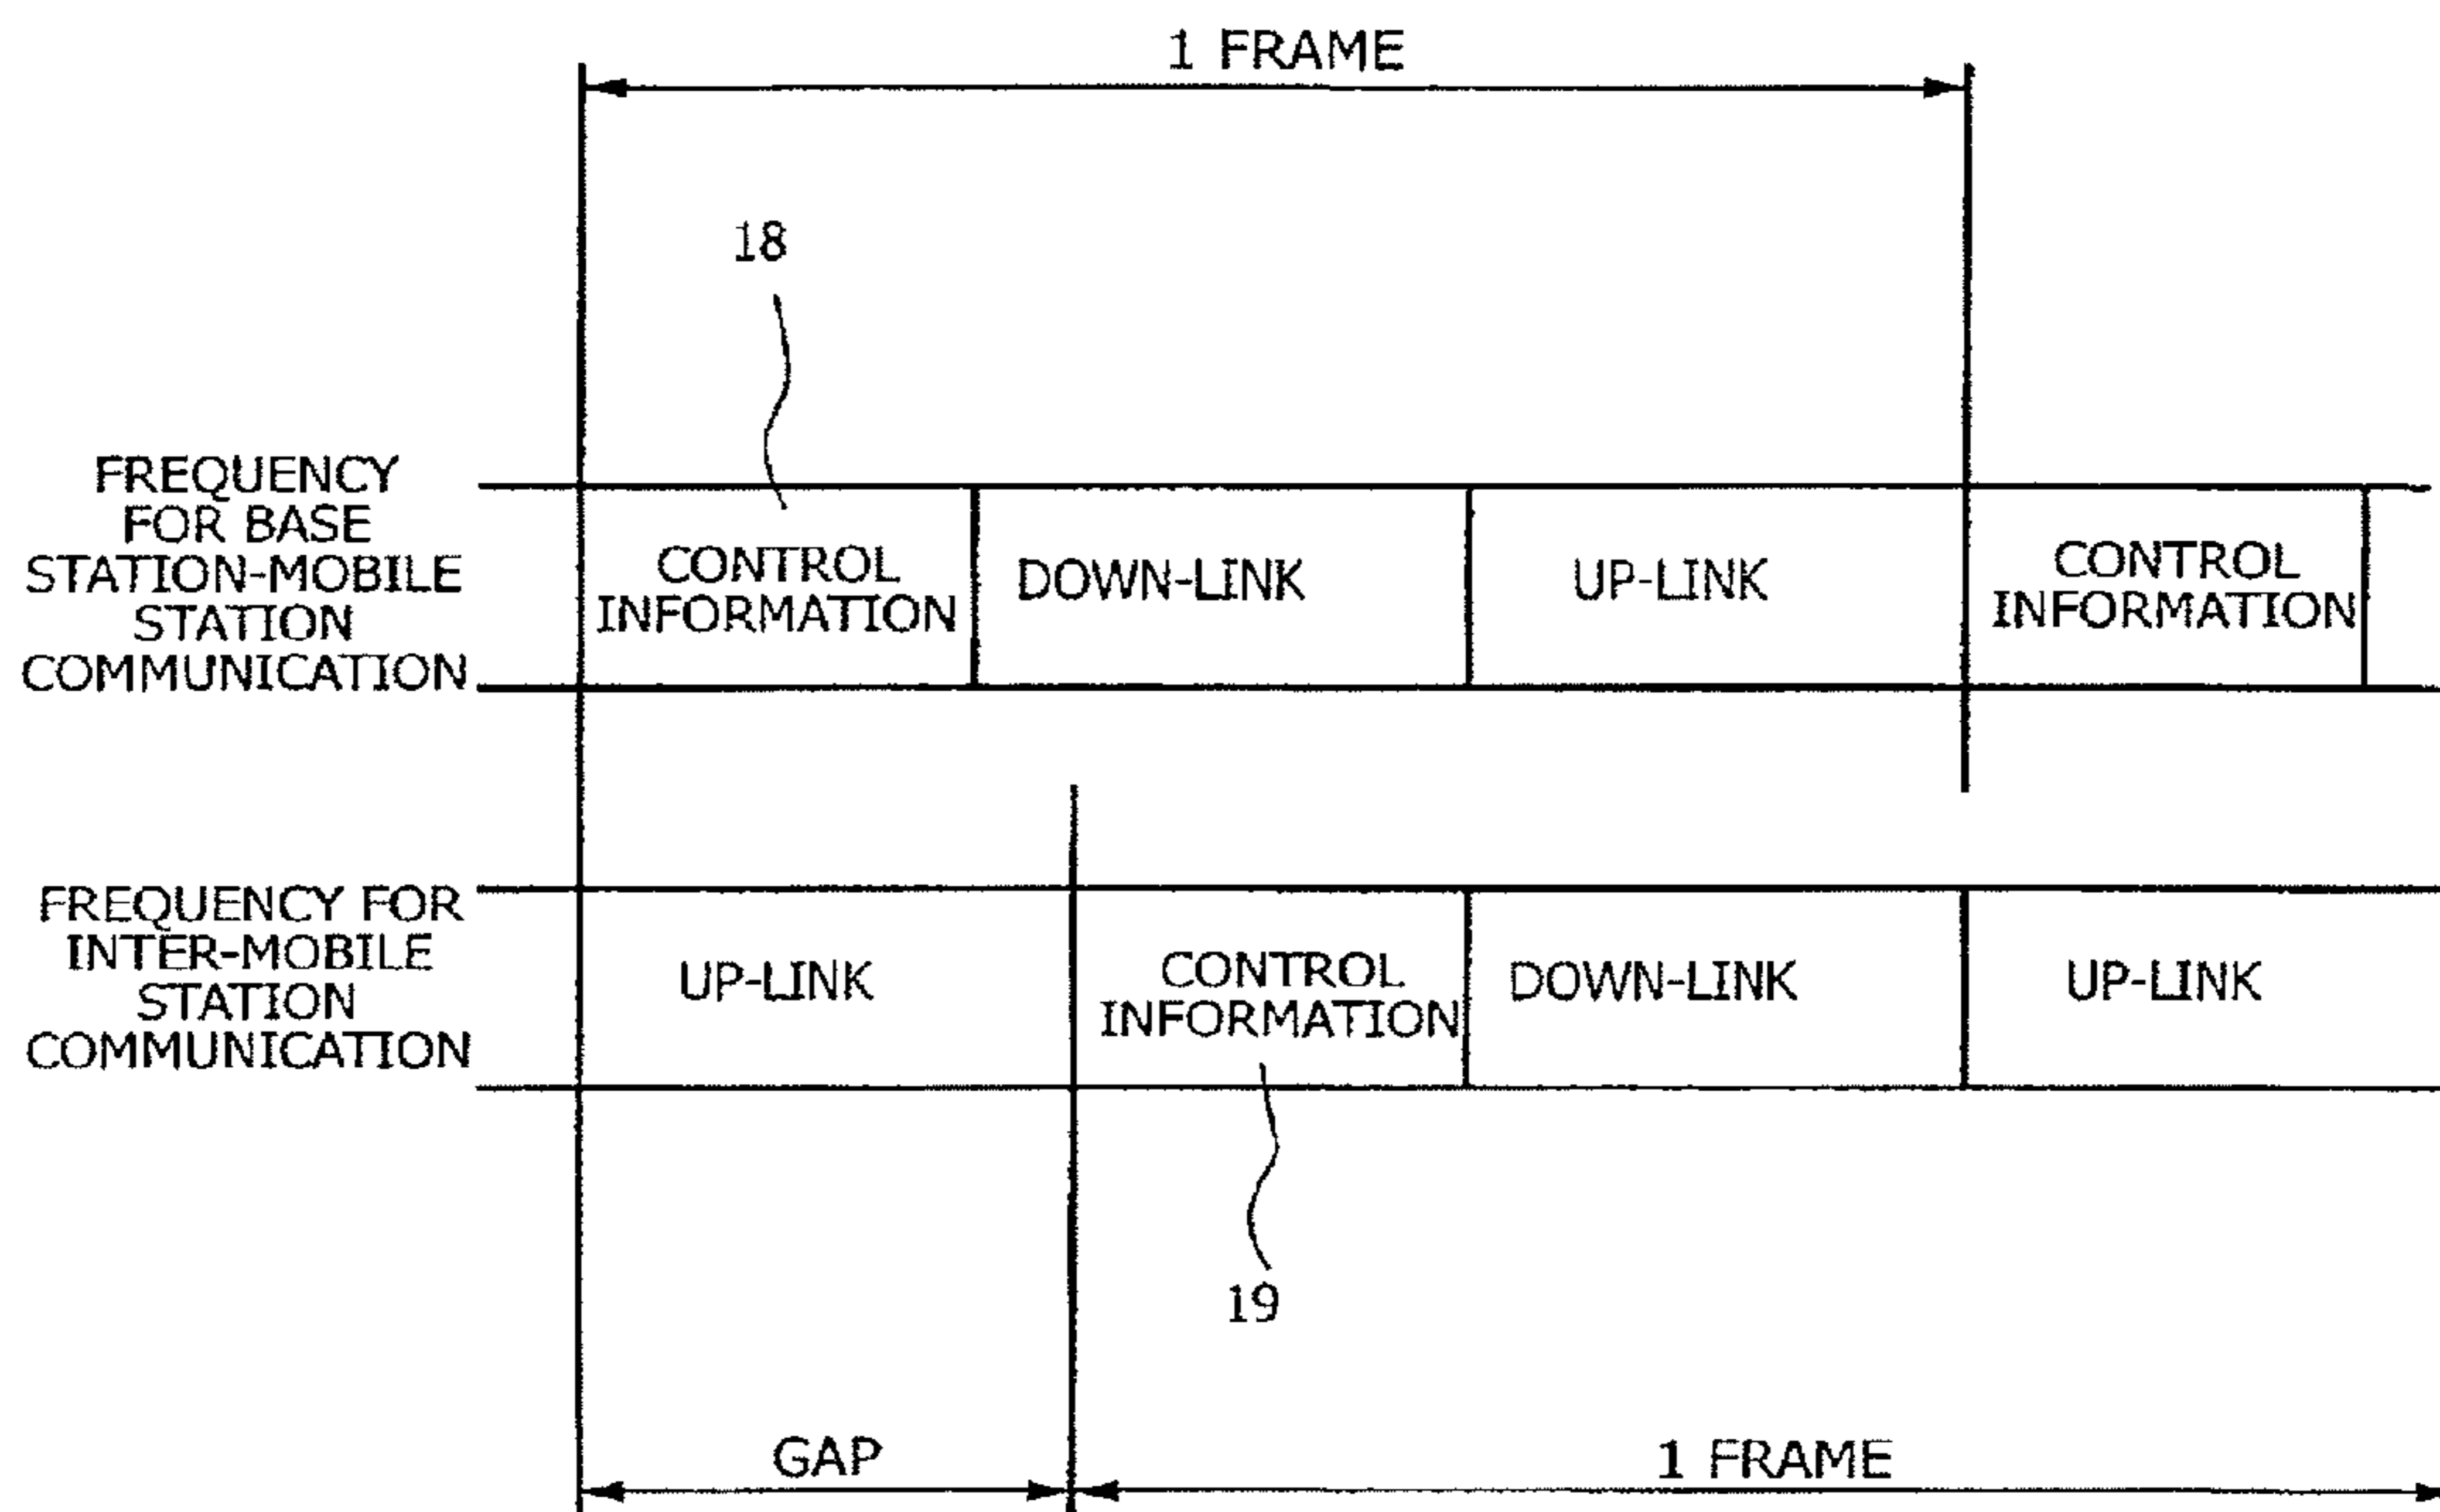 1 FRAME
18
FREQUENCY
FOR BASE
STATION-MOBILE
STATION
COMMUNICATION
CONTROL
INFORMATION
DOWN-LINK
UP-LINK
CONTROL
INFORMATION
FREQUENCY FOR
INTER-MOBILE
STATION
COMMUNICATION
UP-LINK
CONTROL
INFORMATION
DOWN-LINK
UP-LINK
19
GAP
1 FRAME